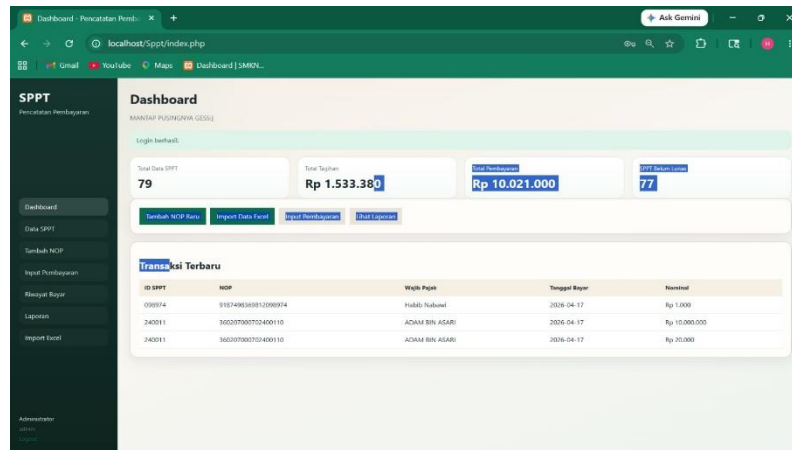 Dashboard - Pencatatan Pemb
Ask Gemini
localhost/Sppt/index.php
Gmail
YouTube
Maps
Dashboard | SMKN...
SPPT
Pencatatan Pembayaran
Dashboard
Data SPPT
Tambah NOP
Input Pembayaran
Riwayat Bayar
Laporan
Import Excel
Administrator
admin
Logout
Dashboard
MANTAP PUSINGNYA GESS:)
Login berhasil.
Total Data SPPT
79
Total Tagihan
Rp 1.533.380
Total Pembayaran
Rp 10.021.000
SPPT Belum Lunas
77
Tambah NOP Baru
Import Data Excel
Input Pembayaran
Lihat Laporan
Transaksi Terbaru
ID SPPT NOP Wajib Pajak Tanggal Bayar Nominal
098974 Habib Nabawi 2026-04-17 Rp 1.000
240011 360207000702400110 ADAM BIN ASARI 2026-04-17 Rp 10.000.000
240011 360207000702400110 ADAM BIN ASARI 2026-04-17 Rp 20.000